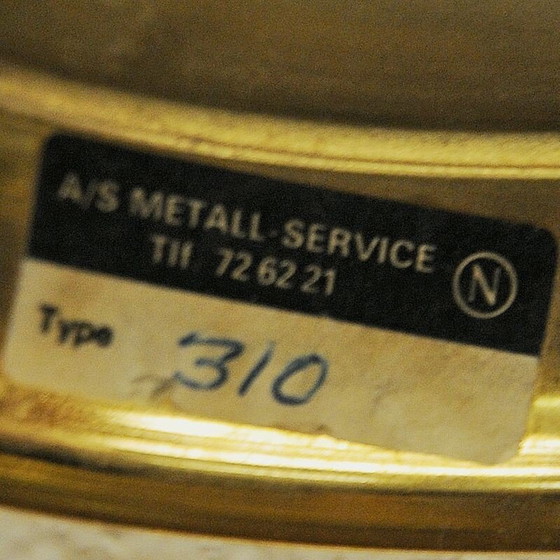 A/S METALL-SERVICE
Tlf. 72 62 21
N
Type 310